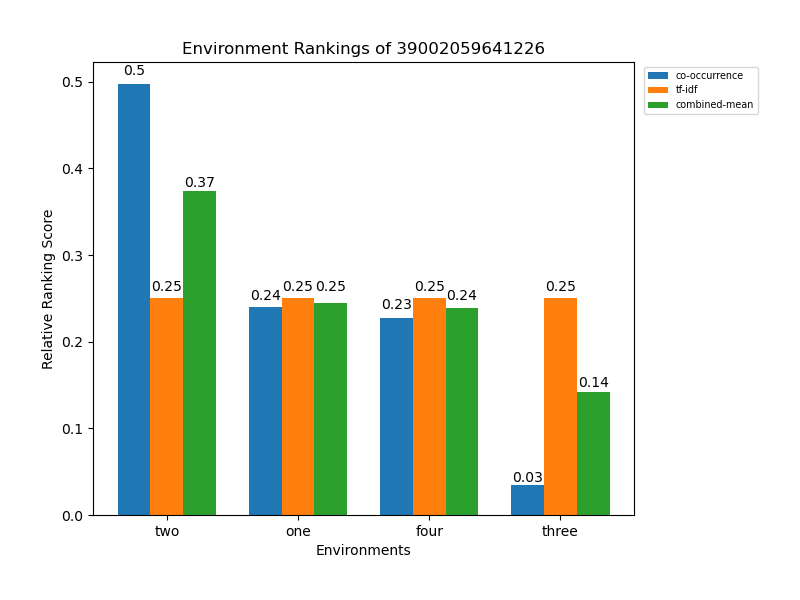 Environment Rankings of 39002059641226
co-occurrence
tf-idf
combined-mean
Relative Ranking Score
0.5
0.4
0.3
0.2
0.1
0.0
0.5
0.25
0.37
0.24
0.25
0.25
0.23
0.25
0.24
0.03
0.25
0.14
two
one
four
three
Environments